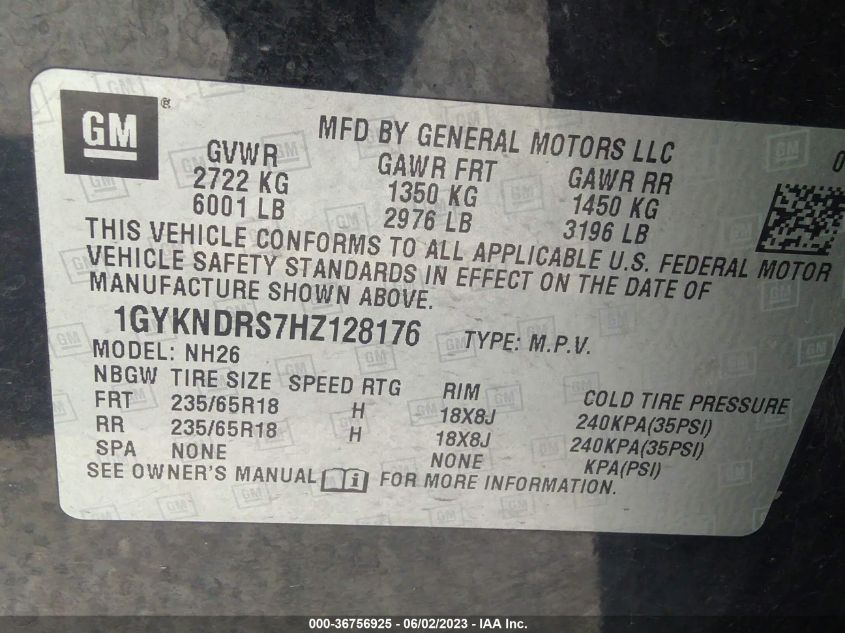 GM ®
MFD BY GENERAL MOTORS LLC
0
GVWR GAWR FRT GAWR RR
2722 KG 1350 KG 1450 KG
6001 LB 2976 LB 3196 LB
THIS VEHICLE CONFORMS TO ALL APPLICABLE U.S. FEDERAL MOTOR
VEHICLE SAFETY STANDARDS IN EFFECT ON THE DATE OF
MANUFACTURE SHOWN ABOVE.
1GYKNDRS7HZ128176 TYPE: M.P.V.
MODEL: NH26
NBGW TIRE SIZE SPEED RTG RIM COLD TIRE PRESSURE
FRT 235/65R18 H 18X8J 240KPA(35PSI)
RR 235/65R18 H 18X8J 240KPA(35PSI)
SPA NONE NONE KPA(PSI)
SEE OWNER'S MANUAL i FOR MORE INFORMATION.
000-36756925 - 06/02/2023 - IAA Inc.